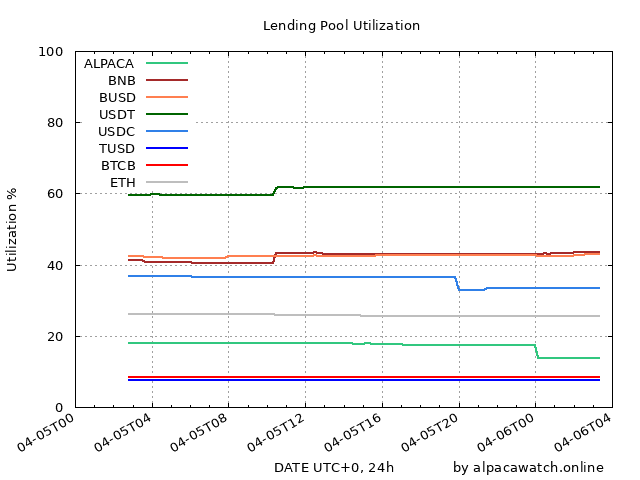 Lending Pool Utilization
100
80
60
40
20
0
Utilization %
ALPACA
BNB
BUSD
USDT
USDC
TUSD
BTCB
ETH
04-05T00
04-05T04
04-05T08
04-05T12
04-05T16
04-05T20
04-06T00
04-06T04
DATE UTC+0, 24h
by alpacawatch.online